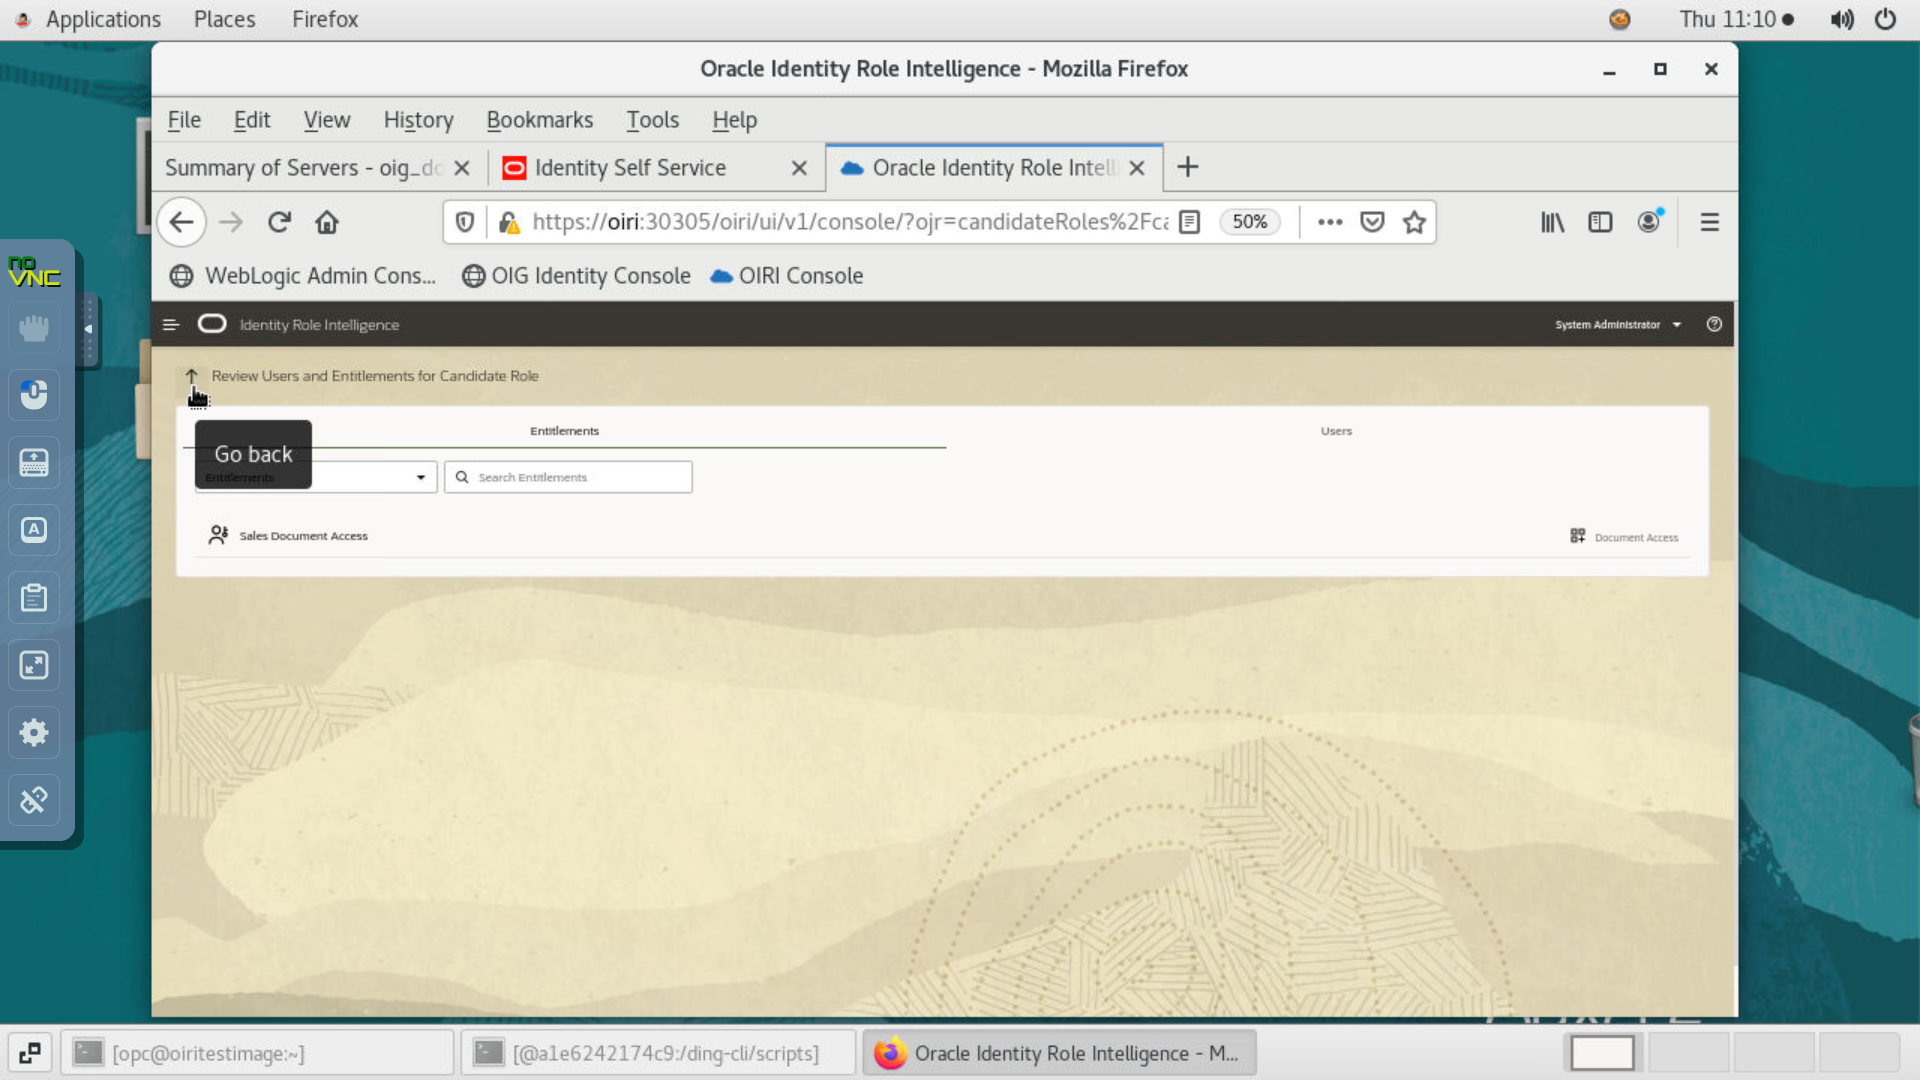 Applications Places Firefox Thu 11:10
Oracle Identity Role Intelligence - Mozilla Firefox
File Edit View History Bookmarks Tools Help
Summary of Servers - oig_do Identity Self Service Oracle Identity Role Intell
https://oiri:30305/oiri/ui/v1/console/?ojr=candidateRoles%2Fca 50%
WebLogic Admin Cons... OIG Identity Console OIRI Console
no
VNC
Identity Role Intelligence System Administrator
Review Users and Entitlements for Candidate Role
Entitlements Users
Go back
Entitlements Search Entitlements
Sales Document Access Document Access
A
[opc@oiritestimage:~] [@a1e6242174c9:/ding-cli/scripts] Oracle Identity Role Intelligence - M...